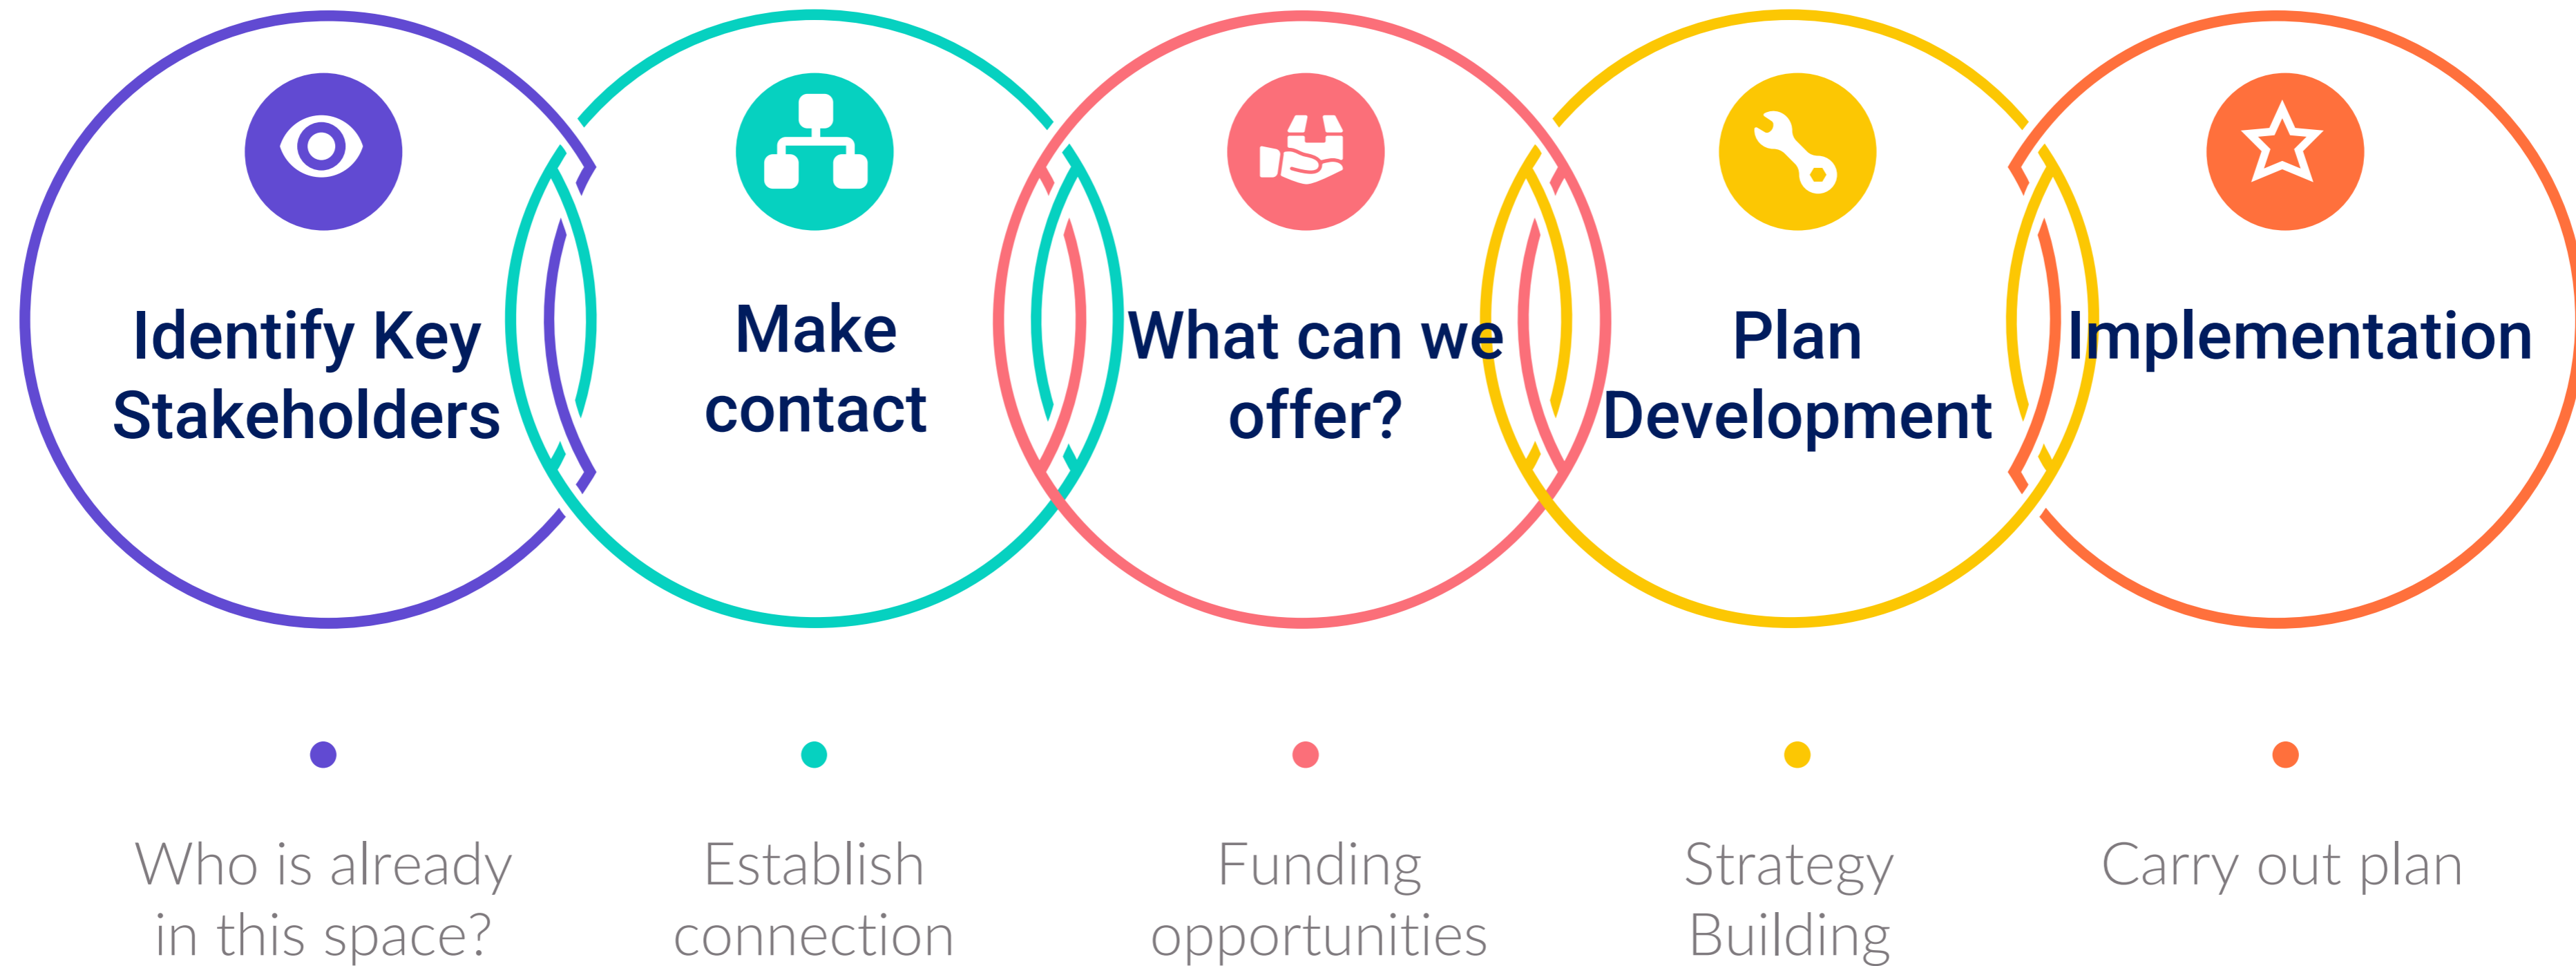 Identify Key
Stakeholders
Make
contact
What can we
offer?
Plan
Development
Implementation
Who is already
in this space?
Establish
connection
Funding
opportunities
Strategy
Building
Carry out plan